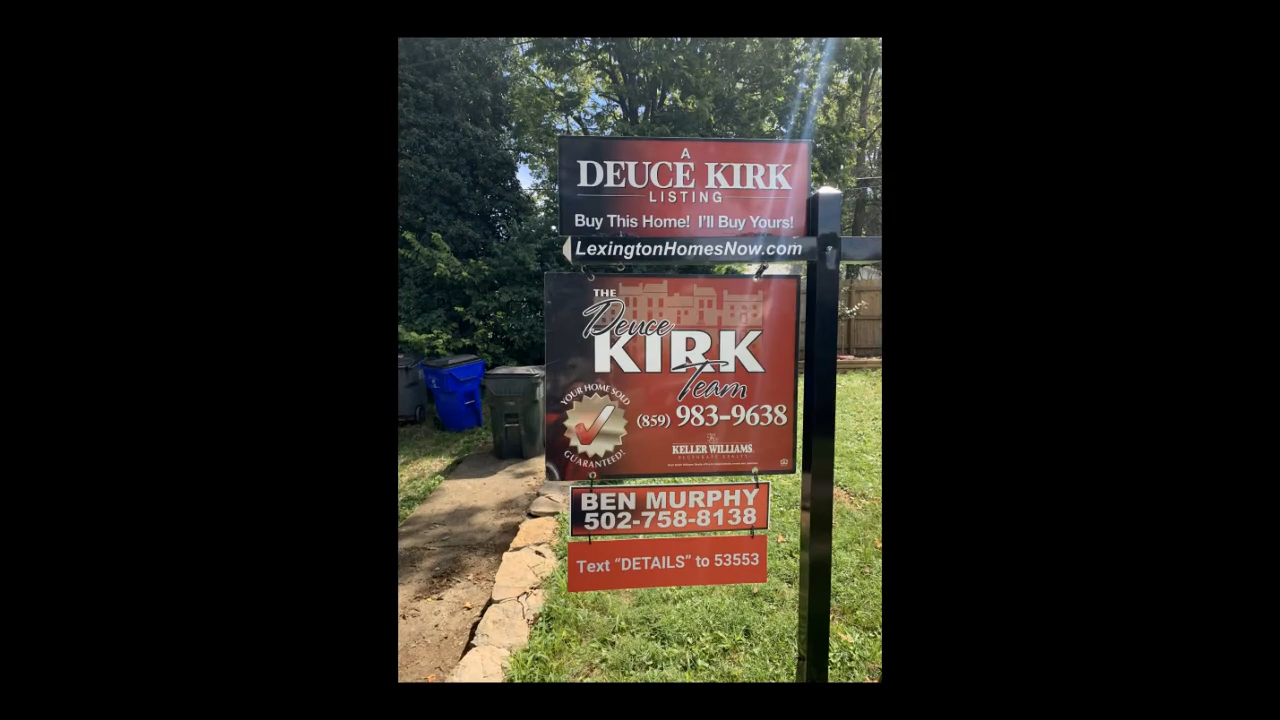 A
DEUCE KIRK
LISTING
Buy This Home! I'll Buy Yours!
LexingtonHomesNow.com
THE
Deuce
KIRK
Team
YOUR HOME SOLD
GUARANTEED!
(859) 983-9638
KELLER WILLIAMS
BEN MURPHY
502-758-8138
Text “DETAILS” to 53553